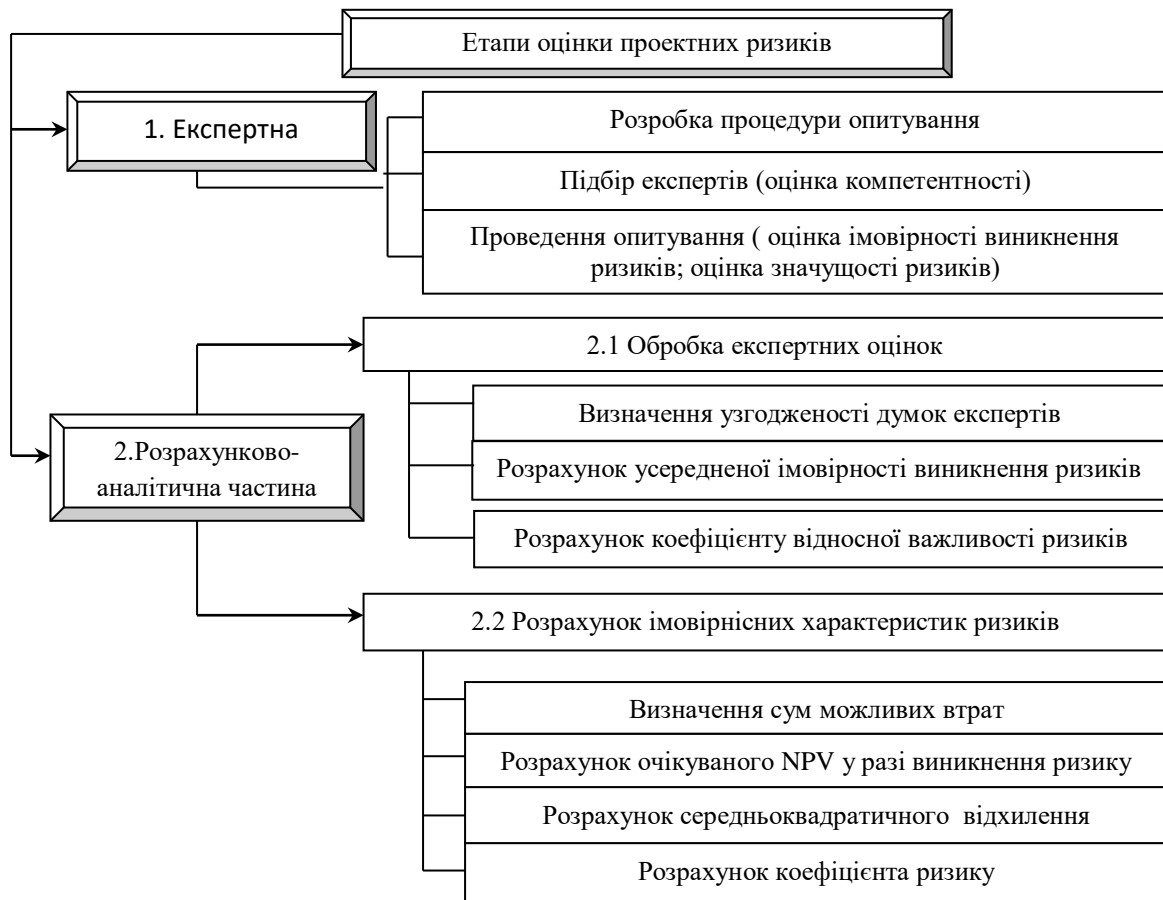 Етапи оцінки проектних ризиків
1. Експертна
Розробка процедури опитування
Підбір експертів (оцінка компетентності)
Проведення опитування ( оцінка імовірності виникнення
ризиків; оцінка значущості ризиків)
2.1 Обробка експертних оцінок
Визначення узгодженості думок експертів
2.Розрахунково-
аналітична частина
Розрахунок усередненої імовірності виникнення ризиків
Розрахунок коефіцієнту відносної важливості ризиків
2.2 Розрахунок імовірнісних характеристик ризиків
Визначення сум можливих втрат
Розрахунок очікуваного NPV у разі виникнення ризику
Розрахунок середньоквадратичного відхилення
Розрахунок коефіцієнта ризику